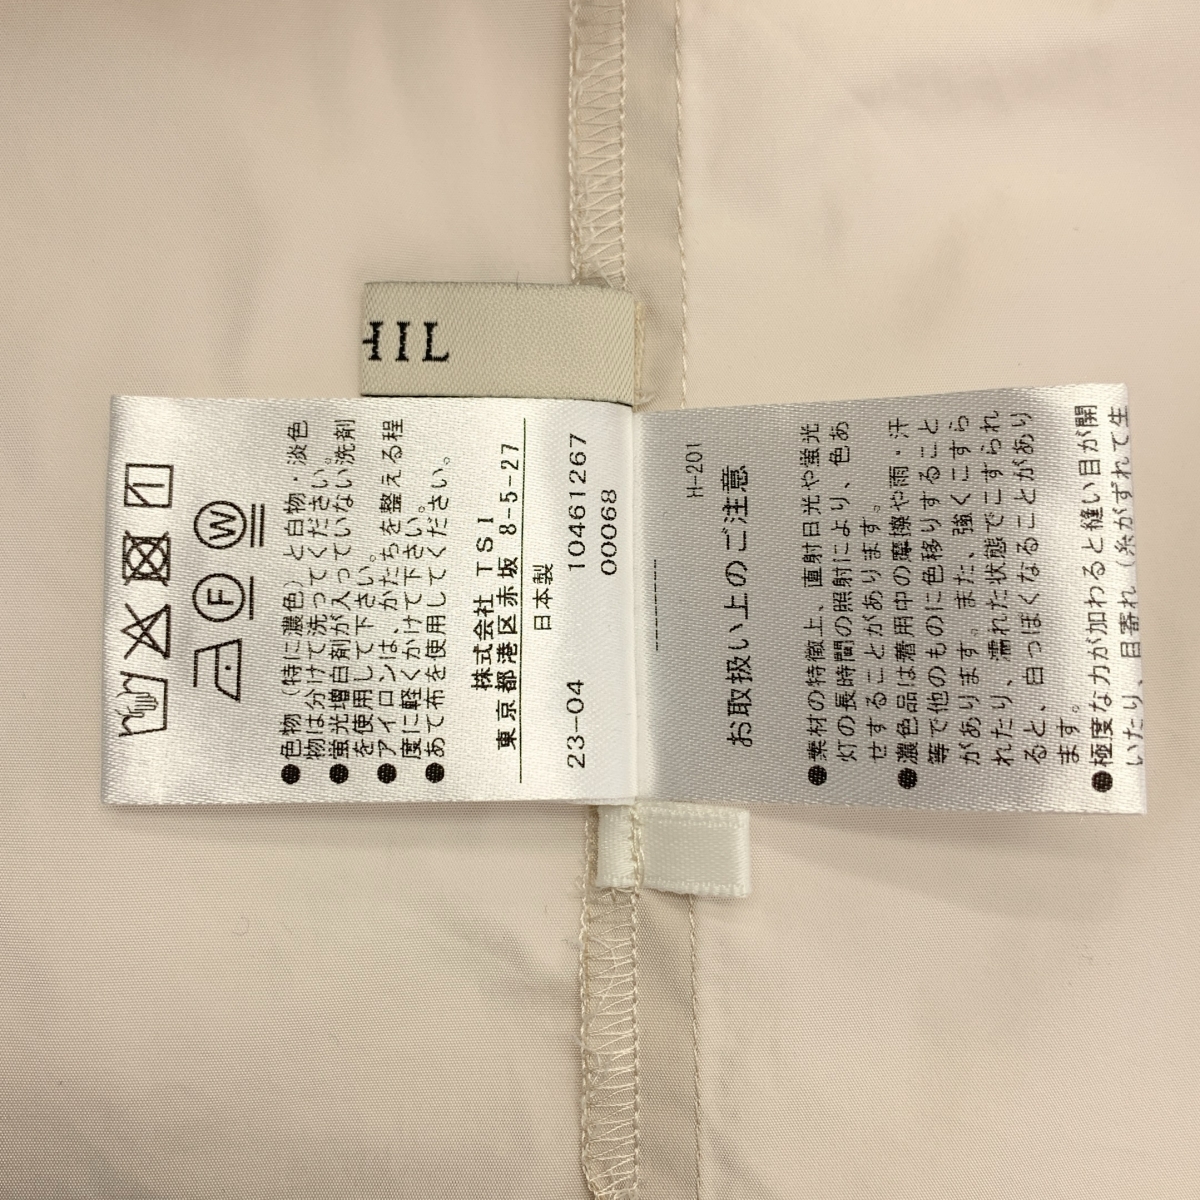 HIL
F
W
●色物（特に濃色）と白物・淡色
物は分けて洗ってください。
●蛍光増白剤が入っていない洗剤
を使用して下さい。
●アイロンは、かたちを整える程
度に軽くかけて下さい。
●あて布を使用してください。
株式会社 TSI
東京都港区赤坂 8-5-27
日本製
23-04 10461267
00068
H-201
お取扱い上のご注意
●素材の特徴上、直射日光や蛍光
灯の長時間の照射により、色あ
せすることがあります。
●濃色品は着用中の摩擦や雨・汗
等で他のものに色移りすること
があります。また、強くこすら
れたり、濡れた状態でこすられ
ると、白っぽくなることがあり
ます。
●極度な力が加わると縫い目が開
いたり、目寄れ（糸がずれて生